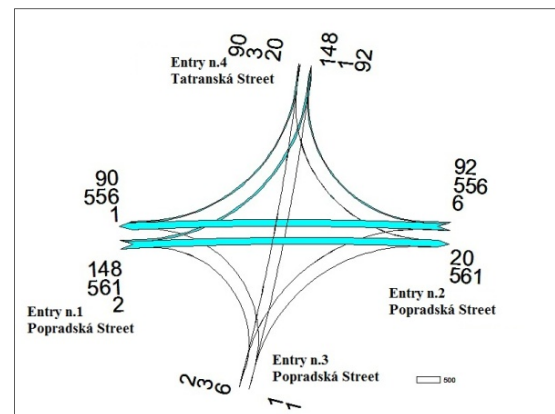 Entry n.4
Tatranská Street
90
3
20
148
1
92
90
556
1
92
556
6
148
561
2
20
561
Entry n.1
Popradská Street
Entry n.2
Popradská Street
Entry n.3
Popradská Street
2
3
6
1
1
500